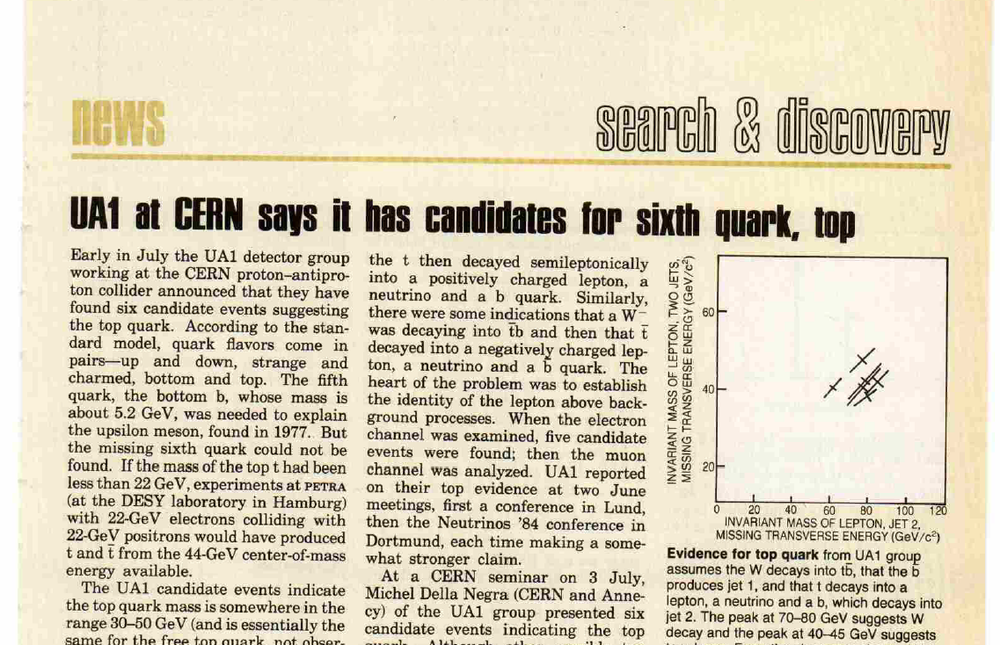 news
search & discovery
UA1 at CERN says it has candidates for sixth quark, top
Early in July the UA1 detector group
working at the CERN proton–antipro-
ton collider announced that they have
found six candidate events suggesting
the top quark. According to the stan-
dard model, quark flavors come in
pairs—up and down, strange and
charmed, bottom and top. The fifth
quark, the bottom b, whose mass is
about 5.2 GeV, was needed to explain
the upsilon meson, found in 1977. But
the missing sixth quark could not be
found. If the mass of the top t had been
less than 22 GeV, experiments at PETRA
(at the DESY laboratory in Hamburg)
with 22-GeV electrons colliding with
22-GeV positrons would have produced
t and t̄ from the 44-GeV center-of-mass
energy available.
The UA1 candidate events indicate
the top quark mass is somewhere in the
range 30–50 GeV (and is essentially the
same for the free top quark, not obser-
the t then decayed semileptonically
into a positively charged lepton, a
neutrino and a b quark. Similarly,
there were some indications that a W⁻
was decaying into t̄b and then that t̄
decayed into a negatively charged lep-
ton, a neutrino and a b̄ quark. The
heart of the problem was to establish
the identity of the lepton above back-
ground processes. When the electron
channel was examined, five candidate
events were found; then the muon
channel was analyzed. UA1 reported
on their top evidence at two June
meetings, first a conference in Lund,
then the Neutrinos '84 conference in
Dortmund, each time making a some-
what stronger claim.
At a CERN seminar on 3 July,
Michel Della Negra (CERN and Anne-
cy) of the UA1 group presented six
candidate events indicating the top
INVARIANT MASS OF LEPTON, TWO JETS,
MISSING TRANSVERSE ENERGY (GeV/c²)
60
40
20
0 20 40 60 80 100 120
INVARIANT MASS OF LEPTON, JET 2,
MISSING TRANSVERSE ENERGY (GeV/c²)
Evidence for top quark from UA1 group
assumes the W decays into tb̄, that the b̄
produces jet 1, and that t decays into a
lepton, a neutrino and a b, which decays into
jet 2. The peak at 70–80 GeV suggests W
decay and the peak at 40–45 GeV suggests